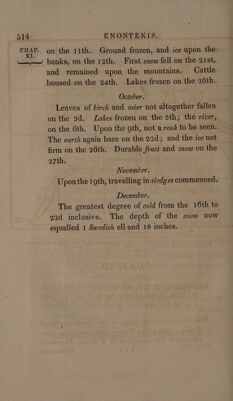 514 ENONTEKIS.
CHAP. XI.
on the 11th. Ground frozen, and ice upon the
banks, on the 12th. First snow fell on the 21st,
and remained upon the mountains. Cattle
housed on the 24th. Lakes frozen on the 26th.
October.
Leaves of birch and osier not altogether fallen
on the 3d. Lakes frozen on the 5th; the river,
on the 6th. Upon the 9th, not a rook to be seen.
The earth again bare on the 22d; and the ice not
firm on the 26th. Durable frost and snow on the
27th.
November.
Upon the 19th, travelling in sledges commenced.
December.
The greatest degree of cold from the 16th to
22d inclusive. The depth of the snow now
equalled 1 Swedish ell and 18 inches.